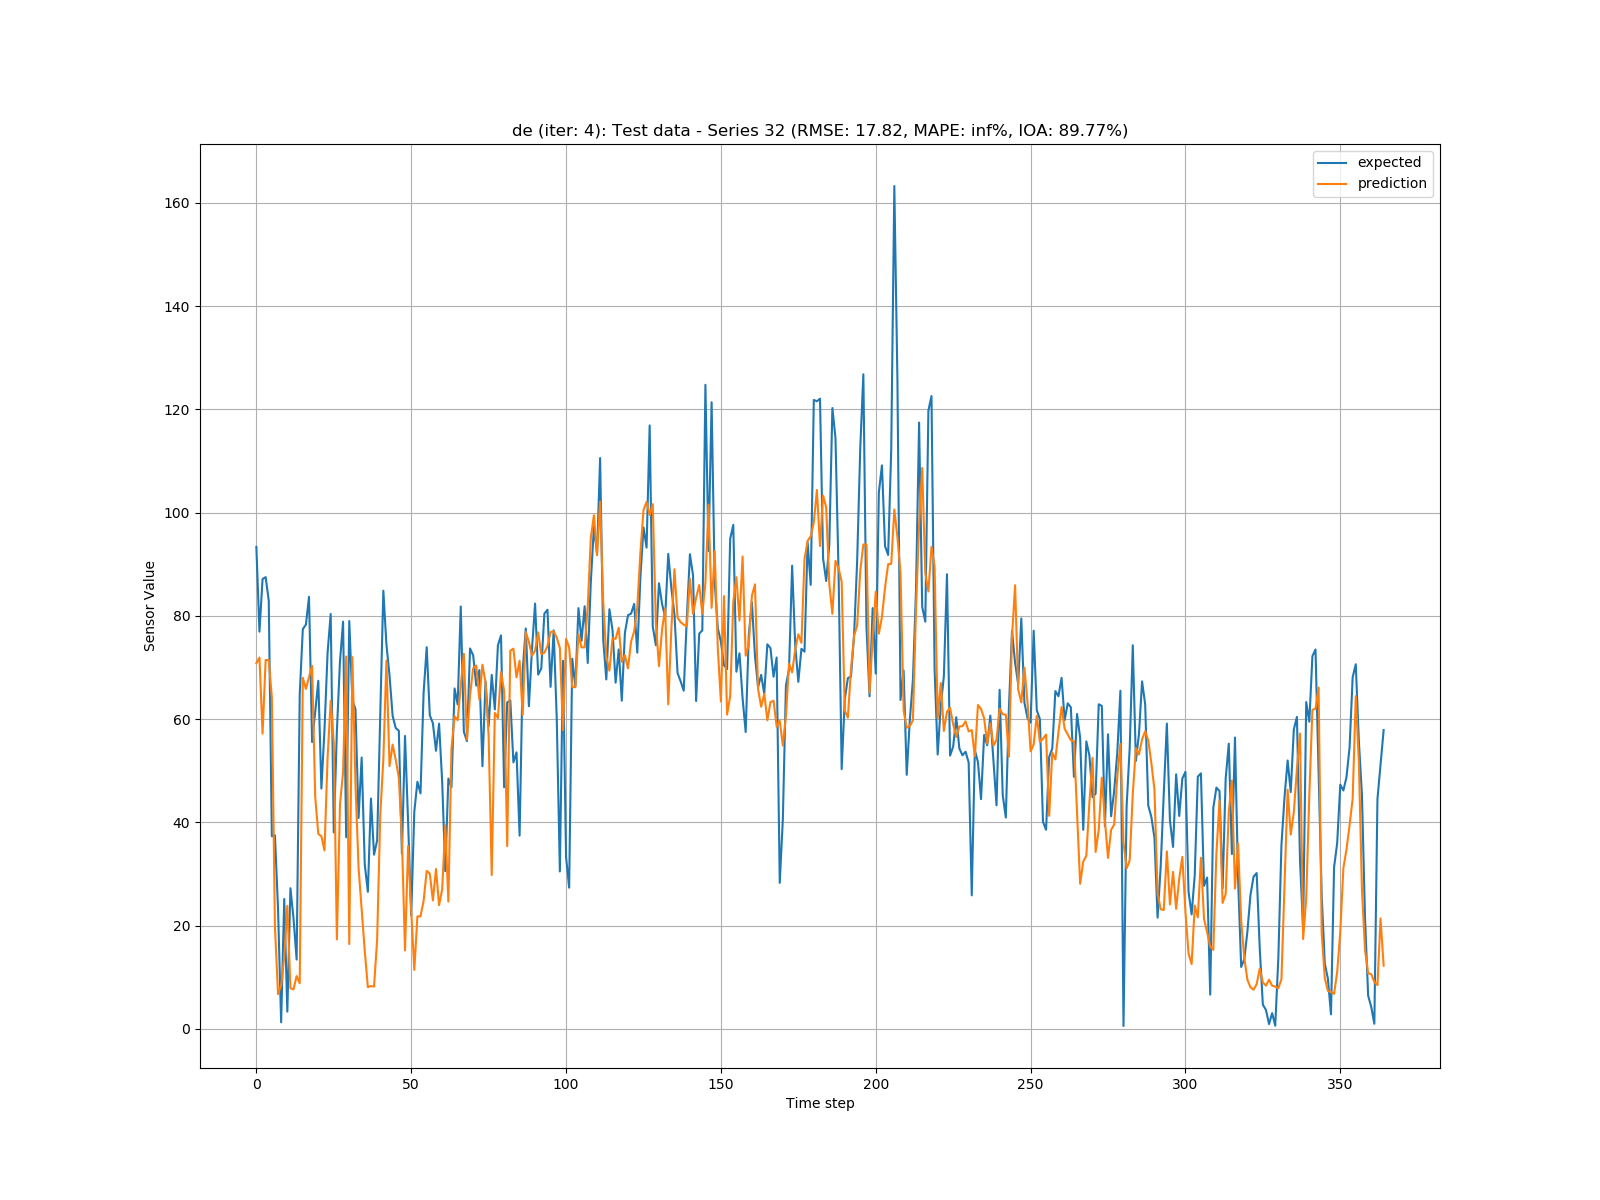 de (iter: 4): Test data - Series 32 (RMSE: 17.82, MAPE: inf%, IOA: 89.77%)
expected
prediction
160
140
120
100
80
60
40
20
0
Sensor Value
0 50 100 150 200 250 300 350
Time step